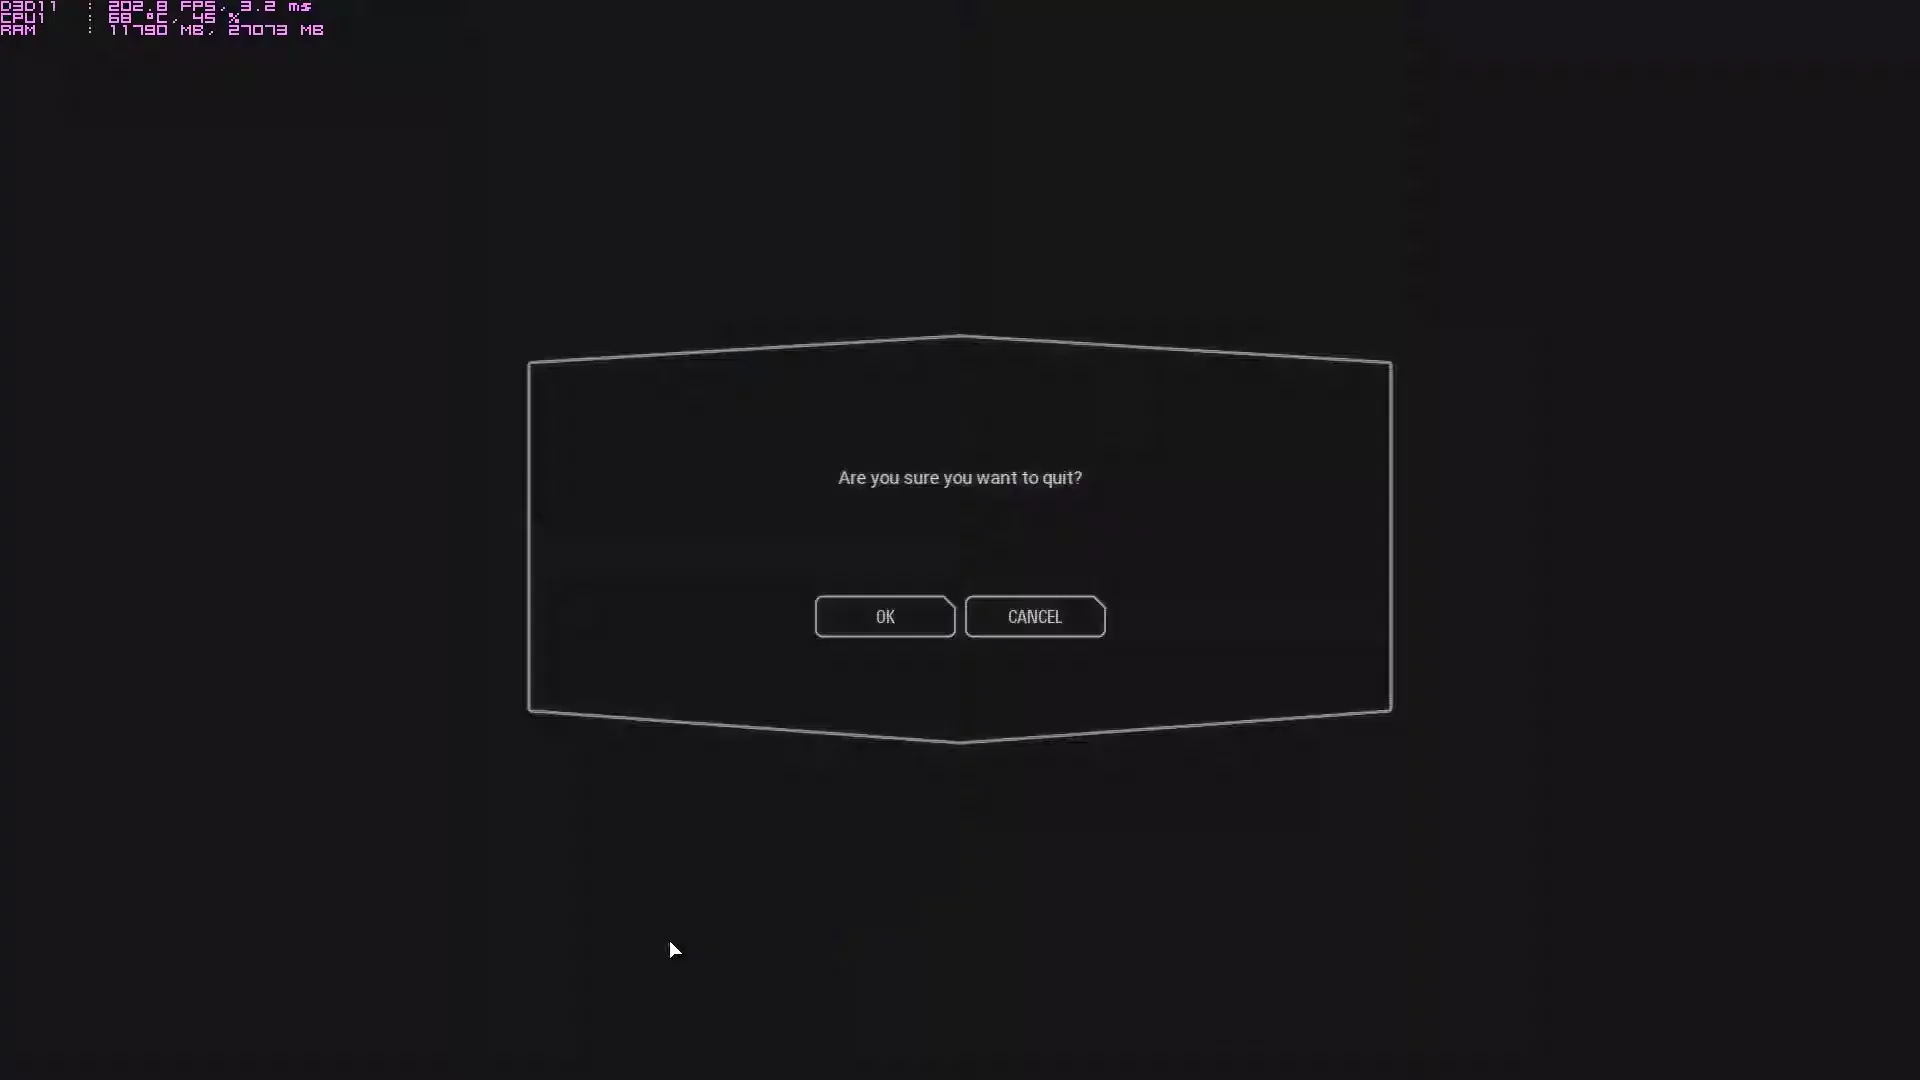 D3D11 : 202.8 FPS, 3.2 ms
CPU1 : 68 °C, 45 %
RAM : 11790 MB, 27073 MB
Are you sure you want to quit?
OK CANCEL